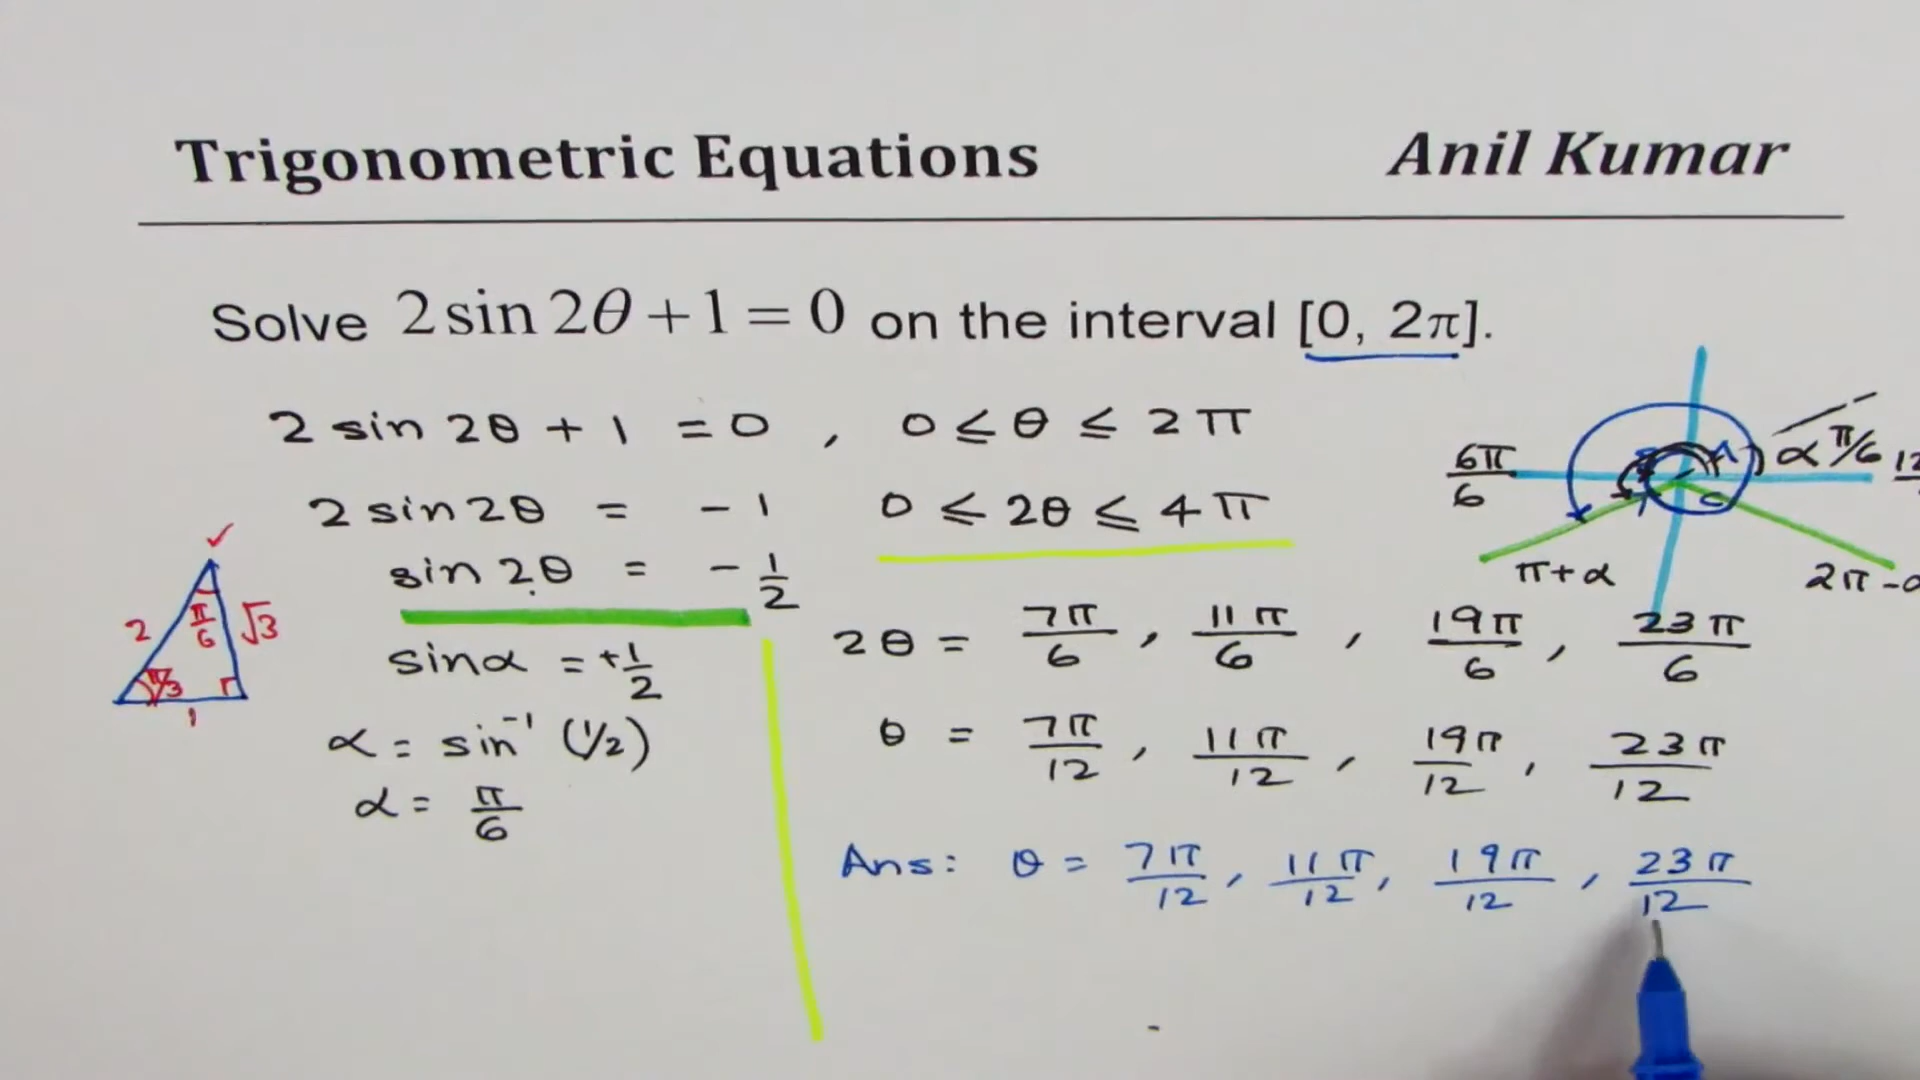 Trigonometric Equations Anil Kumar
Solve 2 sin 2θ + 1 = 0 on the interval [0, 2π].
2 sin 2θ + 1 = 0 , 0 ≤ θ ≤ 2π
2 sin 2θ = - 1
0 ≤ 2θ ≤ 4π
sin 2θ = - 1/2
sinα = +1/2
α = sin⁻¹ (1/2)
α = π/6
2 π/6 √3
π/3
1
6π/6
α π/6
A
C
π+α
2π -
2θ = 7π/6 , 11π/6 , 19π/6 , 23π/6
θ = 7π/12 , 11π/12 , 19π/12 , 23π/12
Ans: θ = 7π/12 , 11π/12 , 19π/12 , 23π/12